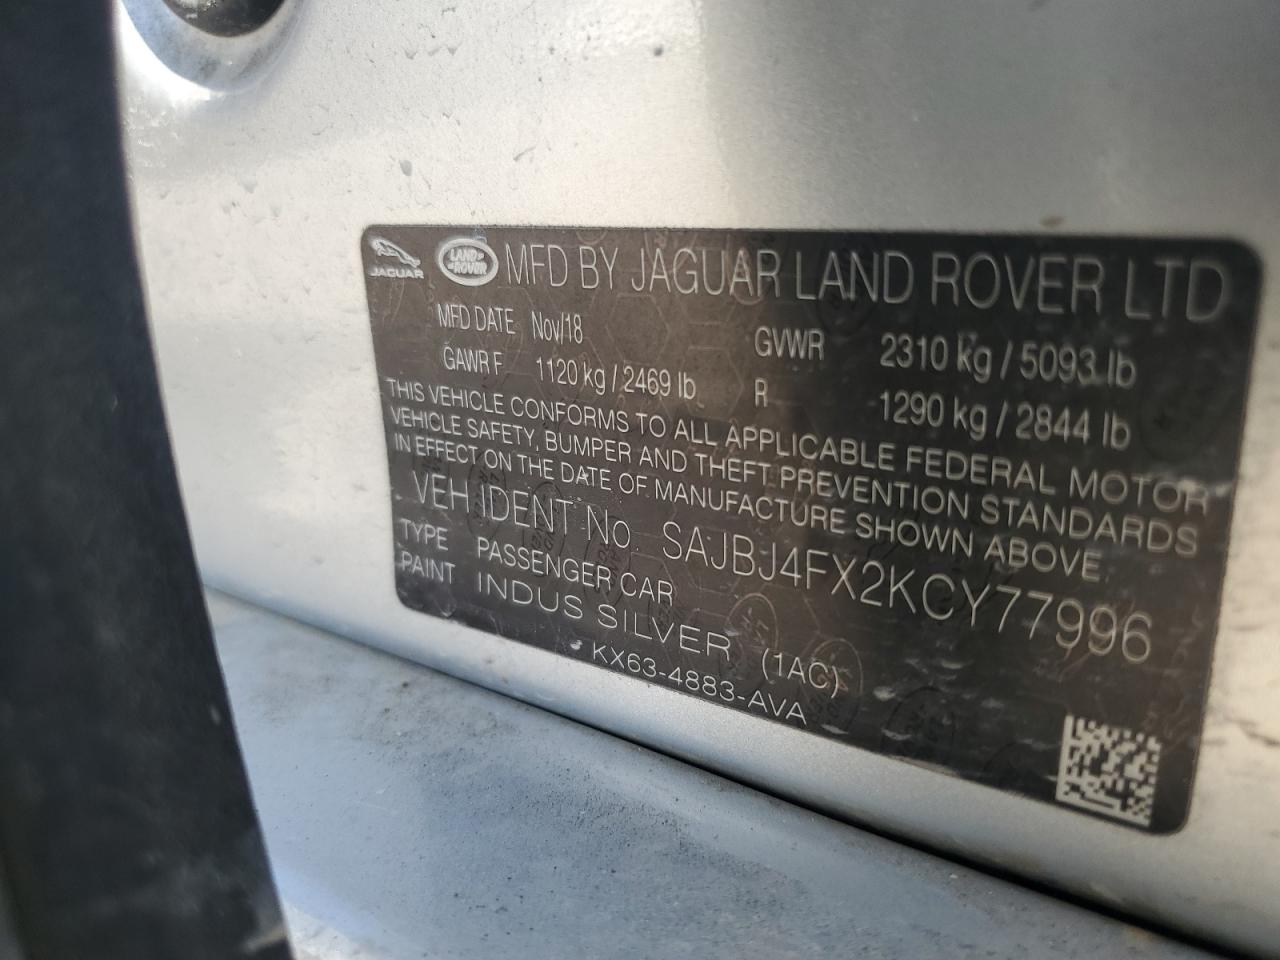 JAGUAR LAND ROVER MFD BY JAGUAR LAND ROVER LTD
MFD DATE Nov/18 GVWR 2310 kg / 5093 lb
GAWR F 1120 kg / 2469 lb R 1290 kg / 2844 lb
THIS VEHICLE CONFORMS TO ALL APPLICABLE FEDERAL MOTOR
VEHICLE SAFETY, BUMPER AND THEFT PREVENTION STANDARDS
IN EFFECT ON THE DATE OF MANUFACTURE SHOWN ABOVE.
VEH IDENT No. SAJBJ4FX2KCY77996
TYPE PASSENGER CAR
PAINT INDUS SILVER (1AC)
KX63-4883-AVA